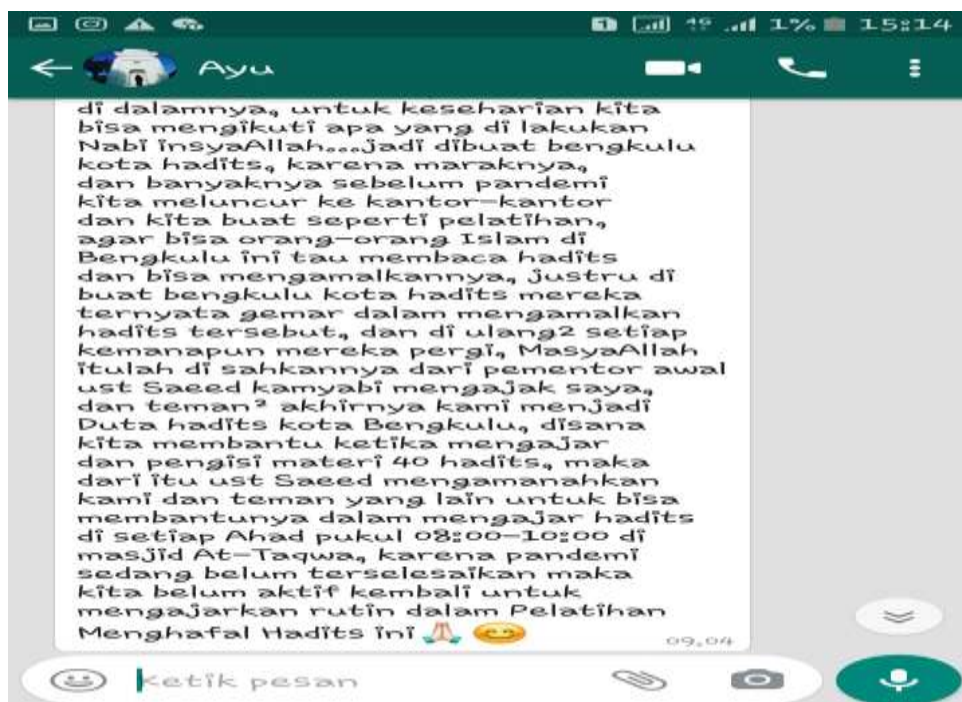 1 4G 1% 15:14
Ayu
di dalamnya, untuk keseharian kita
bisa mengikuti apa yang di lakukan
Nabi insyaAllah...jadi dibuat bengkulu
kota hadits, karena maraknya,
dan banyaknya sebelum pandemi
kita meluncur ke kantor-kantor
dan kita buat seperti pelatihan,
agar bisa orang-orang Islam di
Bengkulu ini tau membaca hadits
dan bisa mengamalkannya, justru di
buat bengkulu kota hadits mereka
ternyata gemar dalam mengamalkan
hadits tersebut, dan di ulang2 setiap
kemanapun mereka pergi, MasyaAllah
itulah di sahkannya dari pementor awal
ust Saeed kamyabi mengajak saya,
dan teman² akhirnya kami menjadi
Duta hadits kota Bengkulu, disana
kita membantu ketika mengajar
dan pengisi materi 40 hadits, maka
dari itu ust Saeed mengamanahkan
kami dan teman yang lain untuk bisa
membantunya dalam mengajar hadits
di setiap Ahad pukul 08:00-10:00 di
masjid At-Taqwa, karena pandemi
sedang belum terselesaikan maka
kita belum aktif kembali untuk
mengajarkan rutin dalam Pelatihan
Menghafal Hadits ini 🙏🏻 😊
09.04
Ketik pesan